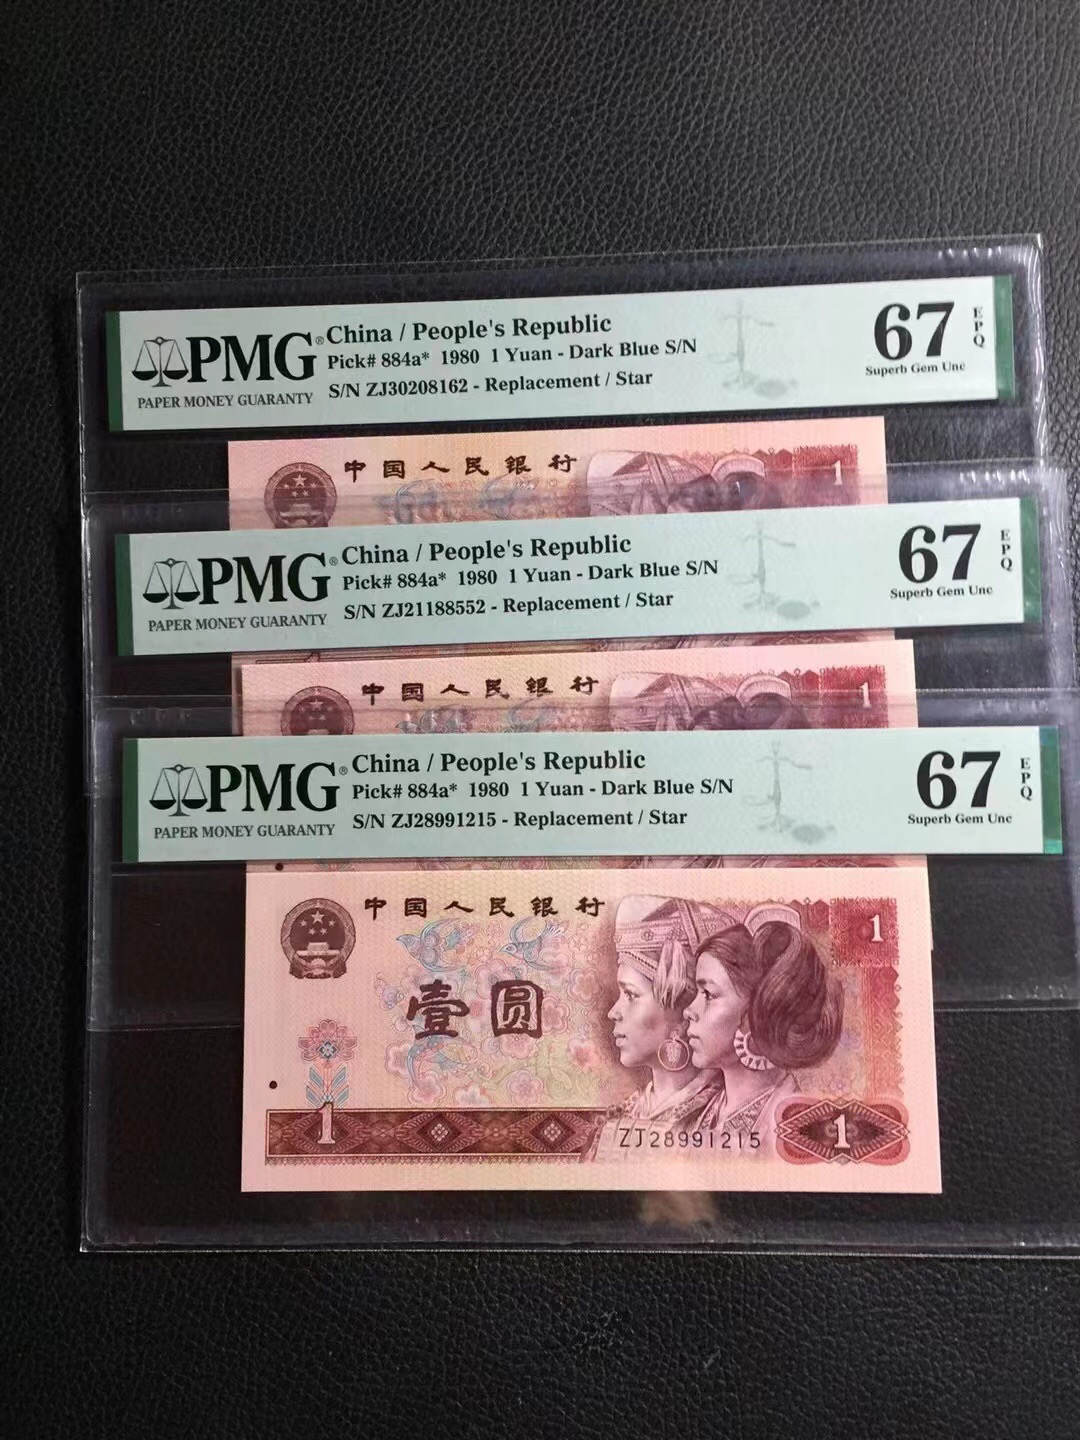 PMG®
PAPER MONEY GUARANTY
China / People's Republic
Pick# 884a* 1980 1 Yuan - Dark Blue S/N
S/N ZJ30208162 - Replacement / Star
67 EPQ
Superb Gem Unc
中国人民银行
1
PMG®
PAPER MONEY GUARANTY
China / People's Republic
Pick# 884a* 1980 1 Yuan - Dark Blue S/N
S/N ZJ21188552 - Replacement / Star
67 EPQ
Superb Gem Unc
中国人民银行
1
PMG®
PAPER MONEY GUARANTY
China / People's Republic
Pick# 884a* 1980 1 Yuan - Dark Blue S/N
S/N ZJ28991215 - Replacement / Star
67 EPQ
Superb Gem Unc
中国人民银行
1
壹圆
1
ZJ28991215
1